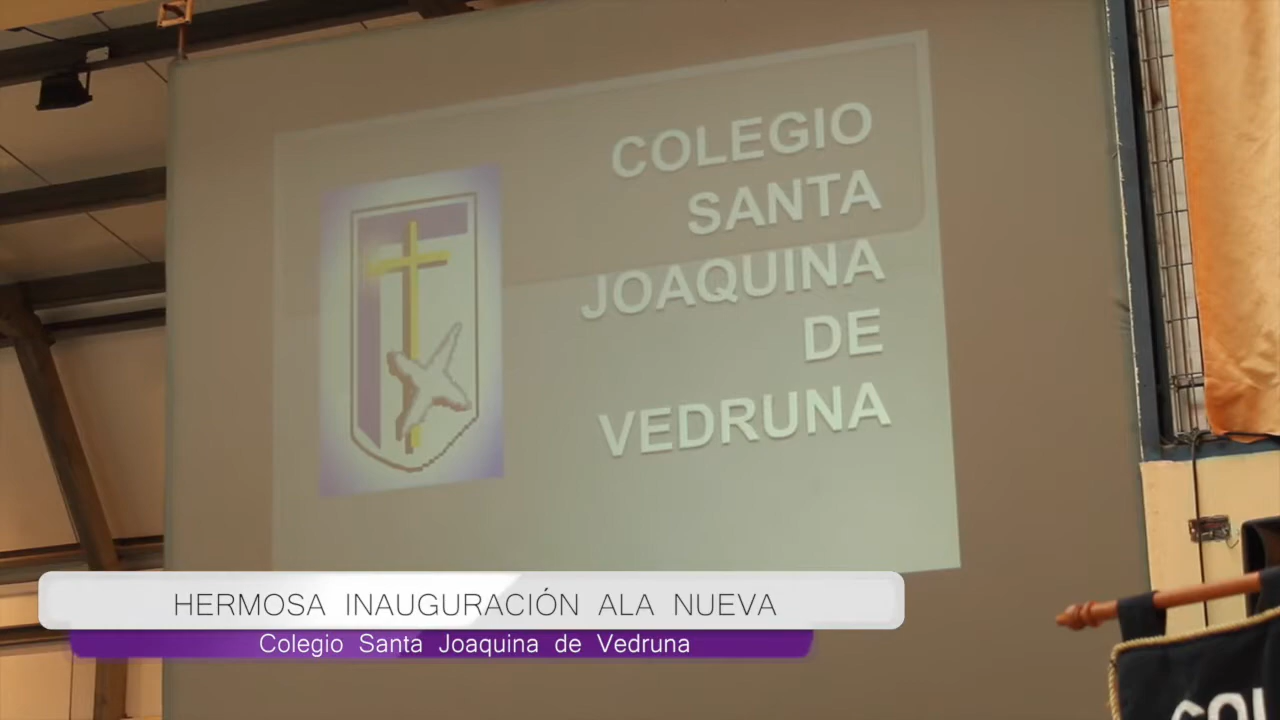 COLEGIO
SANTA
JOAQUINA
DE
VEDRUNA
HERMOSA INAUGURACIÓN ALA NUEVA
Colegio Santa Joaquina de Vedruna